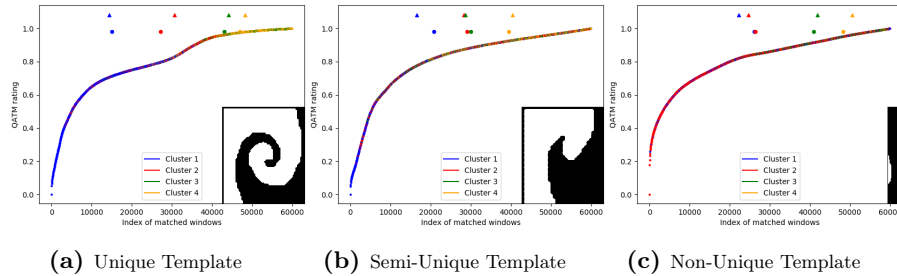 QATM rating
1.0
0.8
0.6
0.4
0.2
0.0
Cluster 1
Cluster 2
Cluster 3
Cluster 4
0 10000 20000 30000 40000 50000 60000
Index of matched windows
(a) Unique Template
QATM rating
1.0
0.8
0.6
0.4
0.2
0.0
Cluster 1
Cluster 2
Cluster 3
Cluster 4
0 10000 20000 30000 40000 50000 60000
Index of matched windows
(b) Semi-Unique Template
QATM rating
1.0
0.8
0.6
0.4
0.2
0.0
Cluster 1
Cluster 2
Cluster 3
Cluster 4
0 10000 20000 30000 40000 50000 60000
Index of matched windows
(c) Non-Unique Template